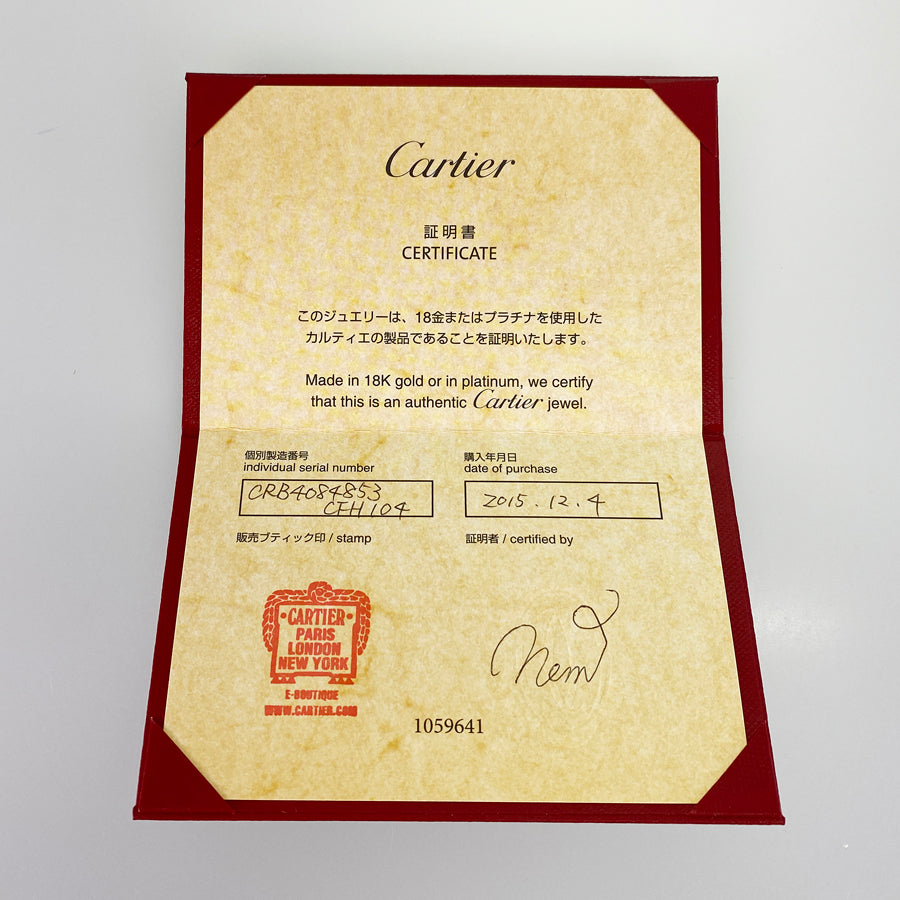 Cartier
証明書
CERTIFICATE
このジュエリーは、18金またはプラチナを使用した
カルティエの製品であることを証明いたします。
Made in 18K gold or in platinum, we certify
that this is an authentic Cartier jewel.
個別製造番号
individual serial number
CRB4084853
CFH104
購入年月日
date of purchase
2015.12.4
販売ブティック印 / stamp
証明者 / certified by
CARTIER
PARIS
LONDON
NEW YORK
E-BOUTIQUE
WWW.CARTIER.COM
1059641